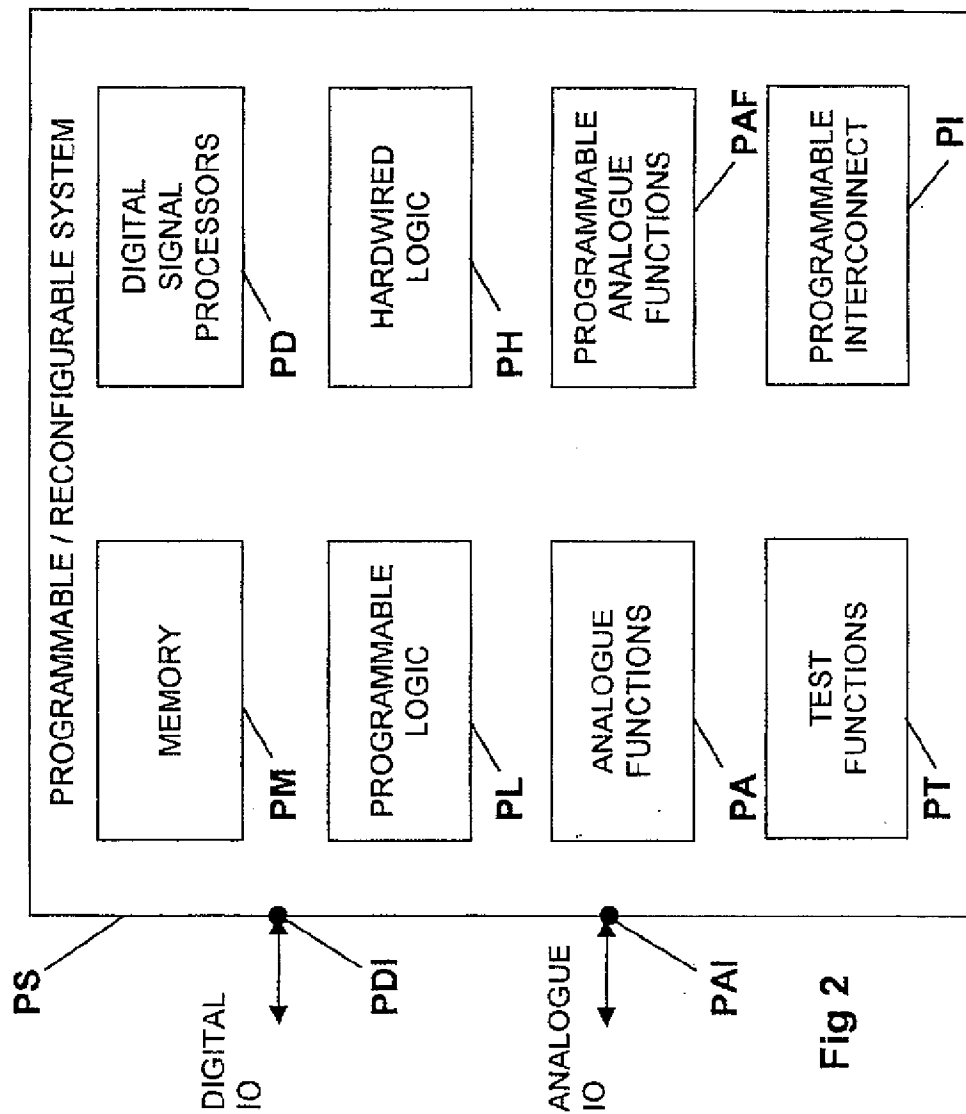 PROGRAMMABLE / RECONFIGURABLE SYSTEM
PS
MEMORY
PM
DIGITAL
SIGNAL
PROCESSORS
PD
DIGITAL
IO
PDI
PROGRAMMABLE
LOGIC
PL
HARDWIRED
LOGIC
PH
ANALOGUE
IO
PAI
ANALOGUE
FUNCTIONS
PA
PROGRAMMABLE
ANALOGUE
FUNCTIONS
PAF
TEST
FUNCTIONS
PT
PROGRAMMABLE
INTERCONNECT
PI
Fig 2